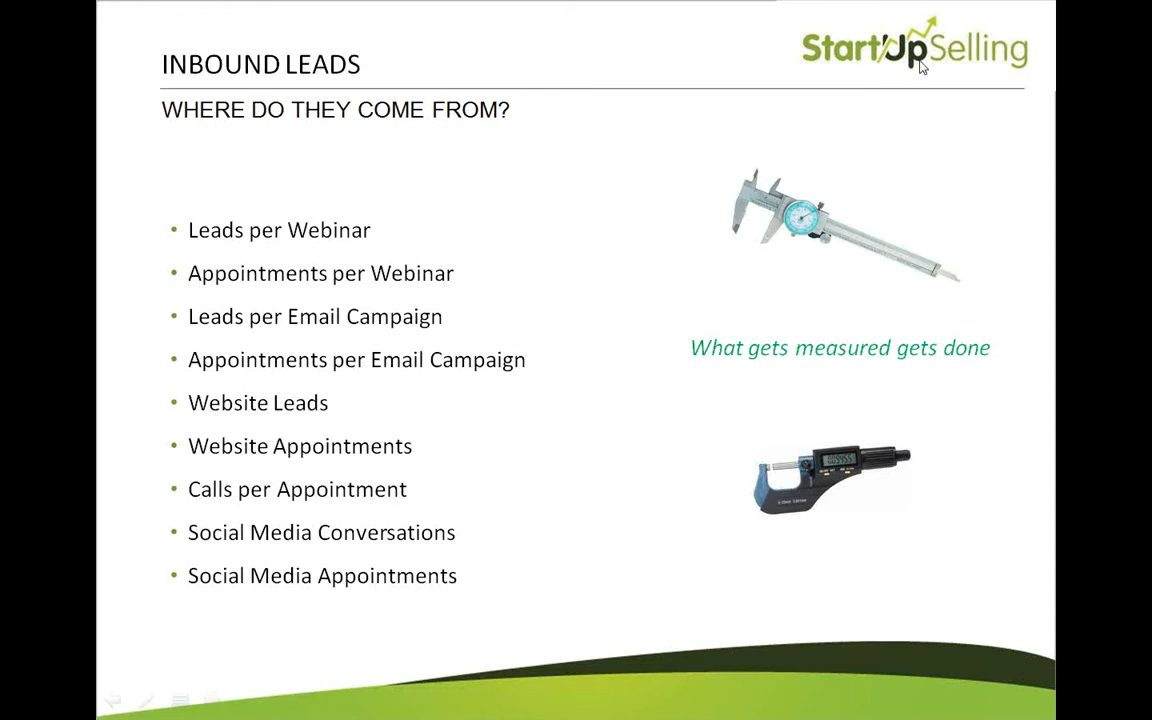 StartUpSelling
INBOUND LEADS
WHERE DO THEY COME FROM?
• Leads per Webinar
• Appointments per Webinar
• Leads per Email Campaign
• Appointments per Email Campaign
• Website Leads
• Website Appointments
• Calls per Appointment
• Social Media Conversations
• Social Media Appointments
What gets measured gets done